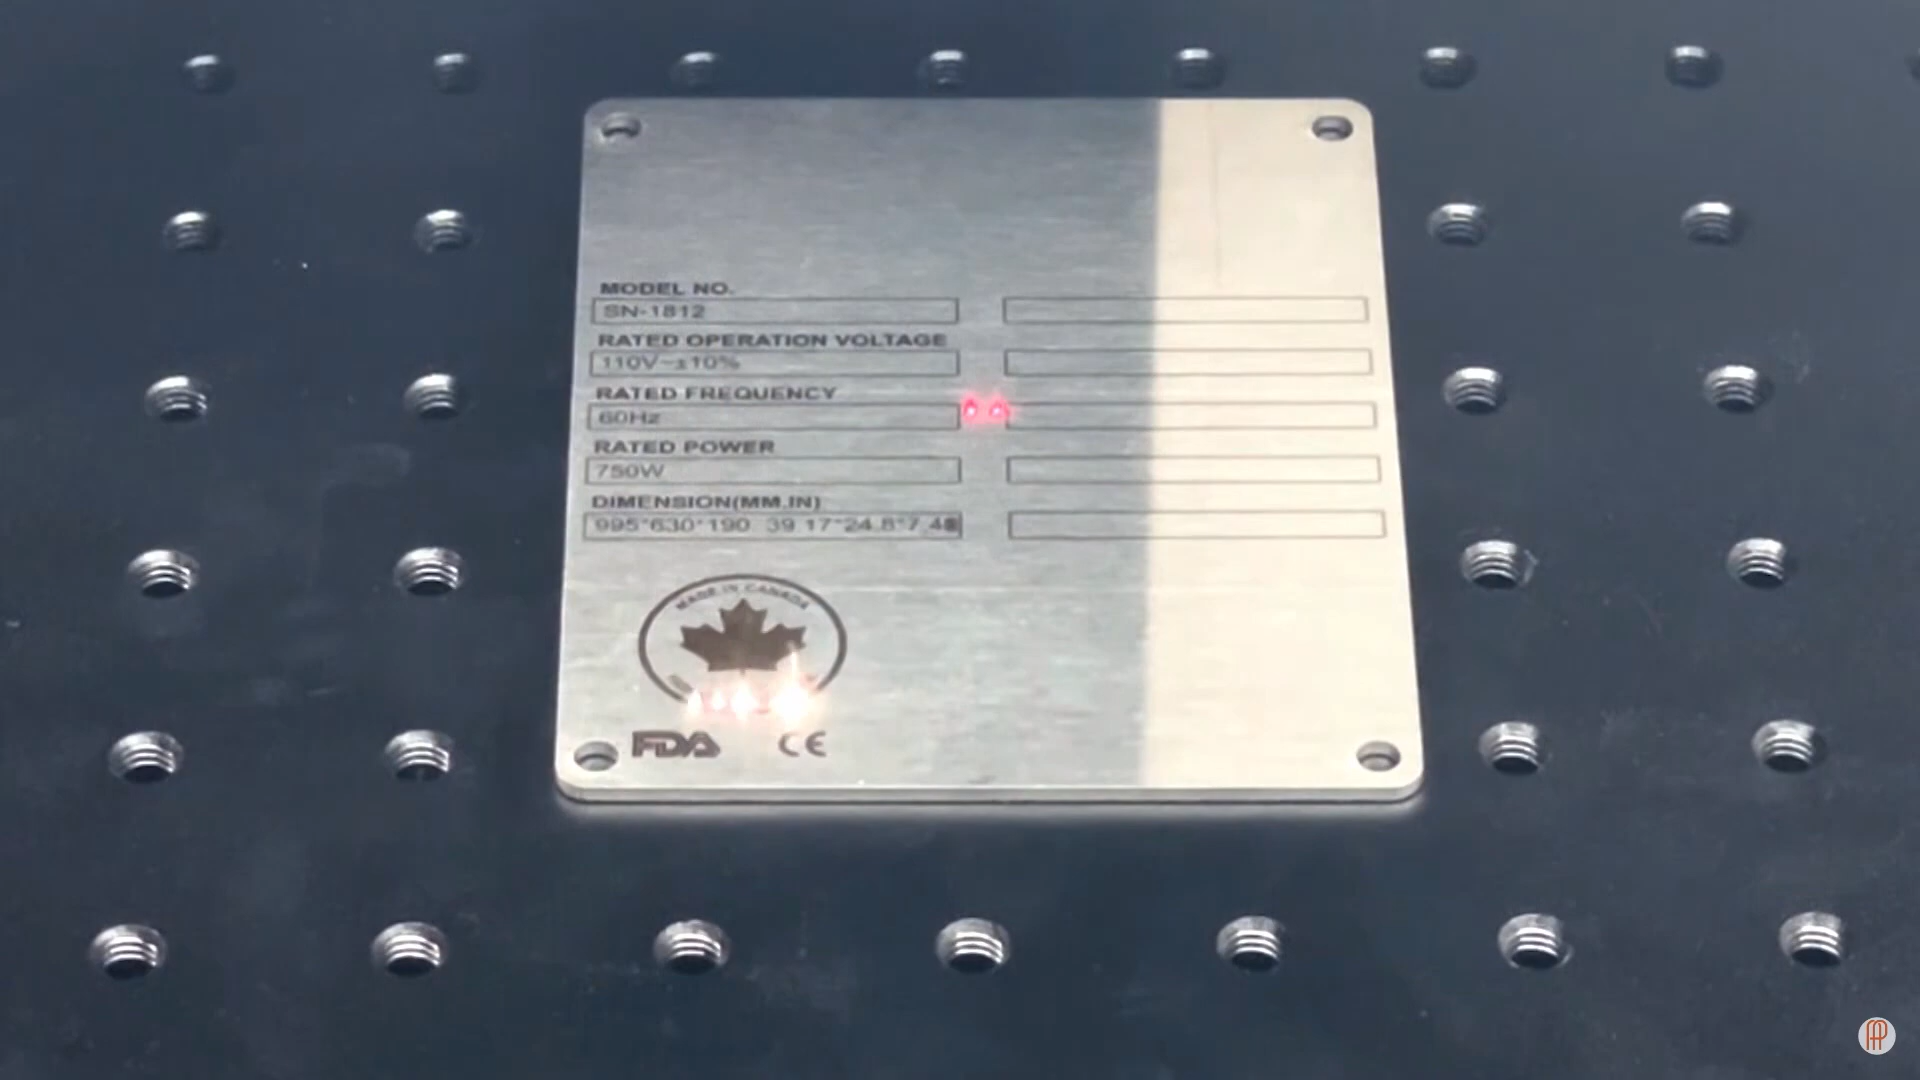 MODEL NO.
SN-1812
RATED OPERATION VOLTAGE
110V~±10%
RATED FREQUENCY
60Hz
RATED POWER
750W
DIMENSION(MM.IN)
995*630*190 39.17*24.8*7.48
MADE IN CANADA
FDA CE